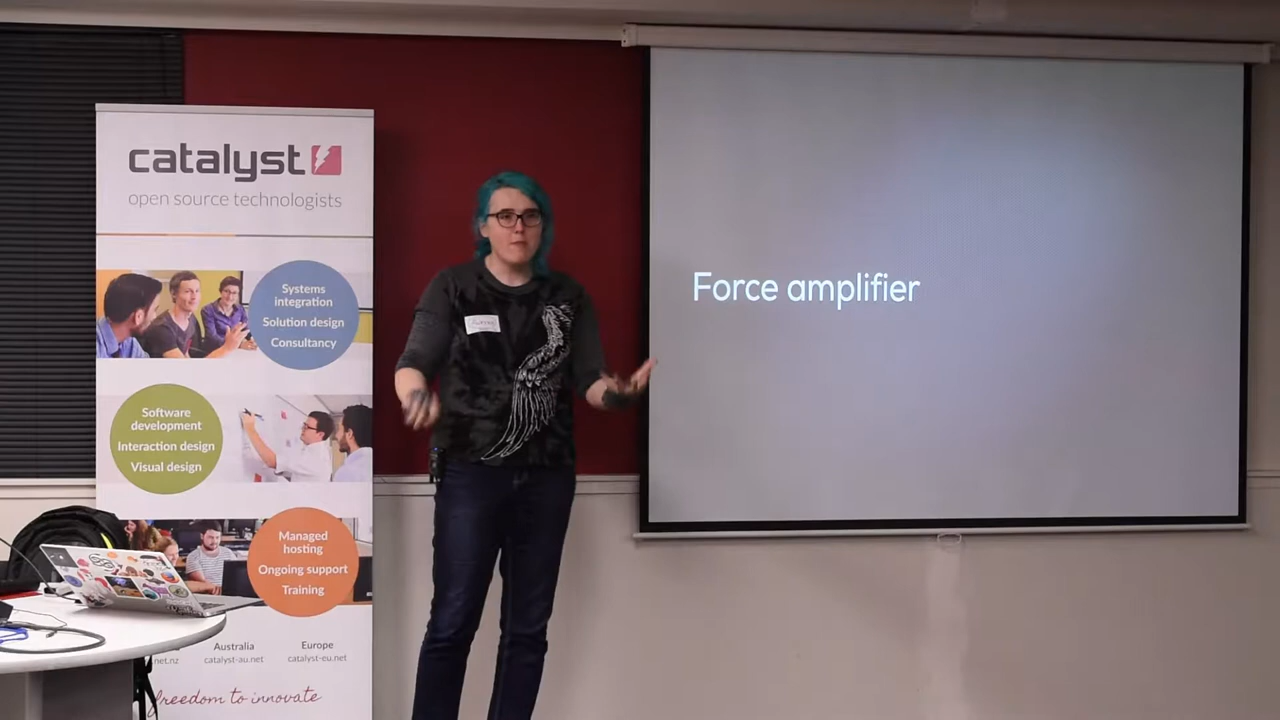 catalyst
open source technologists
Systems
integration
Solution design
Consultancy
Software
development
Interaction design
Visual design
Managed
hosting
Ongoing support
Training
Australia
Europe
.net.nz
catalyst-au.net
catalyst-eu.net
freedom to innovate
Force amplifier